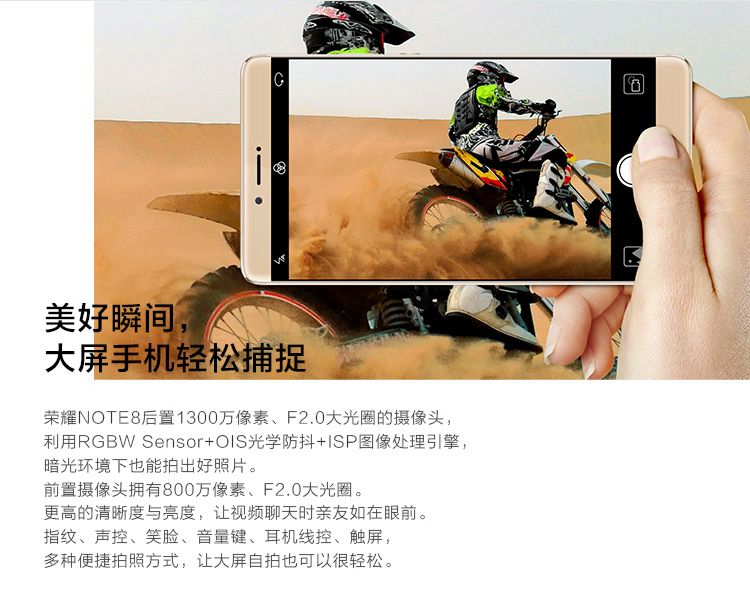 美好瞬间，
大屏手机轻松捕捉
荣耀NOTE8后置1300万像素、F2.0大光圈的摄像头，
利用RGBW Sensor+OIS光学防抖+ISP图像处理引擎，
暗光环境下也能拍出好照片。
前置摄像头拥有800万像素、F2.0大光圈。
更高的清晰度与亮度，让视频聊天时亲友如在眼前。
指纹、声控、笑脸、音量键、耳机线控、触屏，
多种便捷拍照方式，让大屏自拍也可以很轻松。